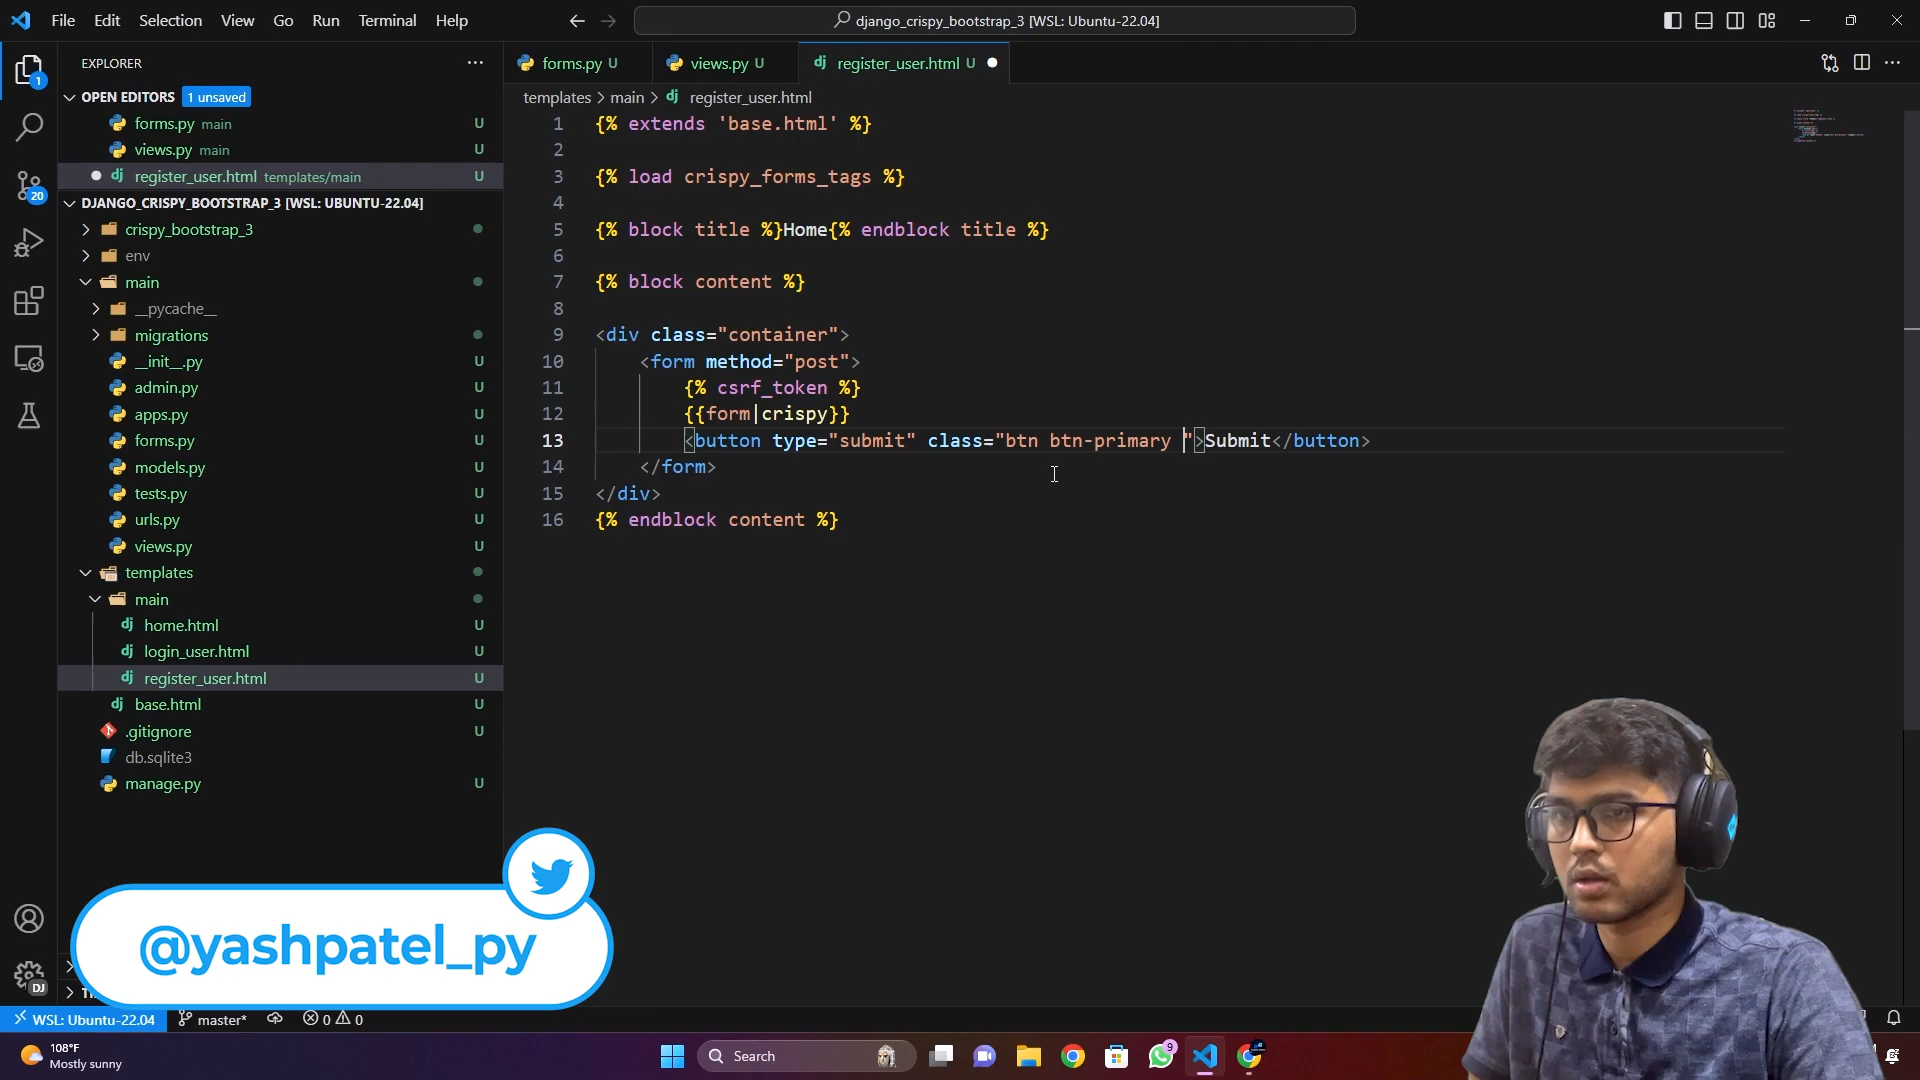 File Edit Selection View Go Run Terminal Help
django_crispy_bootstrap_3 [WSL: Ubuntu-22.04]
EXPLORER
OPEN EDITORS 1 unsaved
forms.py main U
views.py main U
register_user.html templates/main U
DJANGO_CRISPY_BOOTSTRAP_3 [WSL: UBUNTU-22.04]
crispy_bootstrap_3
env
main
__pycache__
migrations
__init__.py U
admin.py U
apps.py U
forms.py U
models.py U
tests.py U
urls.py U
views.py U
templates
main
home.html U
login_user.html U
register_user.html U
base.html U
.gitignore U
db.sqlite3
manage.py U
1
20
DJ
forms.py U
views.py U
register_user.html U
templates > main > register_user.html
1 {% extends 'base.html' %}
2
3 {% load crispy_forms_tags %}
4
5 {% block title %}Home{% endblock title %}
6
7 {% block content %}
8
9 <div class="container">
10 <form method="post">
11 {% csrf_token %}
12 {{form|crispy}}
13 <button type="submit" class="btn btn-primary ">Submit</button>
14 </form>
15 </div>
16 {% endblock content %}
@yashpatel_py
WSL: Ubuntu-22.04 master* 0 0
108°F
Mostly sunny
Search
9